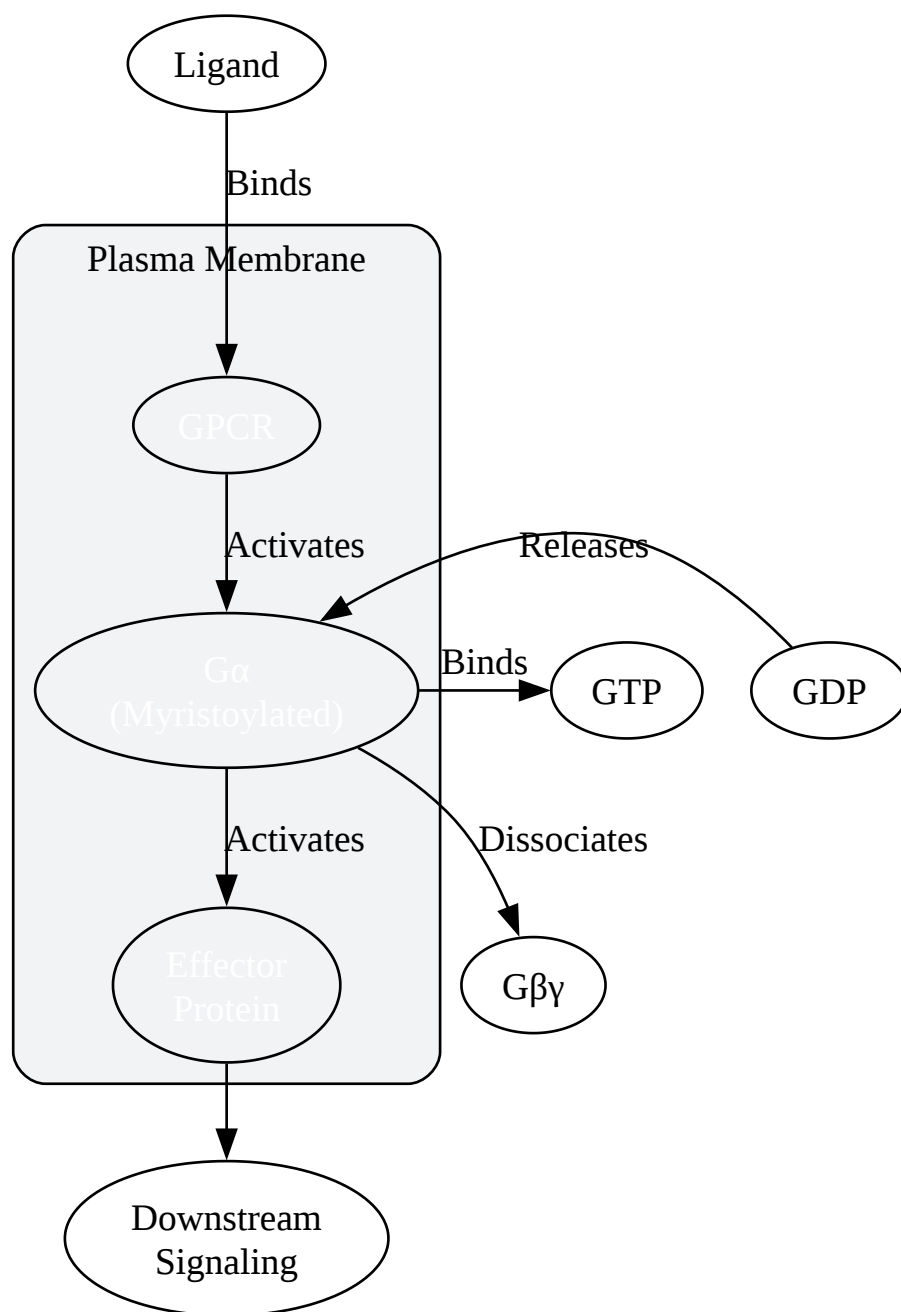 Ligand
Binds
Plasma Membrane
GPCR
Activates
Releases
Gα
(Myristoylated)
Binds
GTP
GDP
Activates
Dissociates
Effector
Protein
Gβγ
Downstream
Signaling